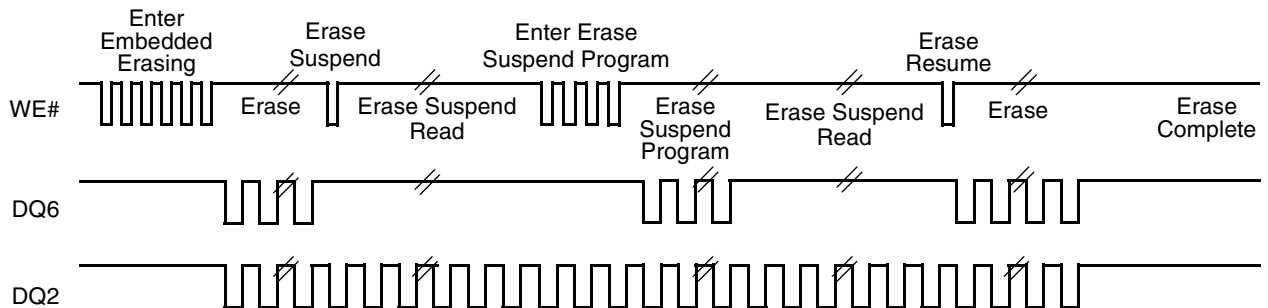 Enter
Embedded
Erasing
Erase
Suspend
Enter Erase
Suspend Program
Erase
Resume
WE#
Erase
Erase Suspend
Read
Erase
Suspend
Program
Erase Suspend
Read
Erase
Erase
Complete
DQ6
DQ2